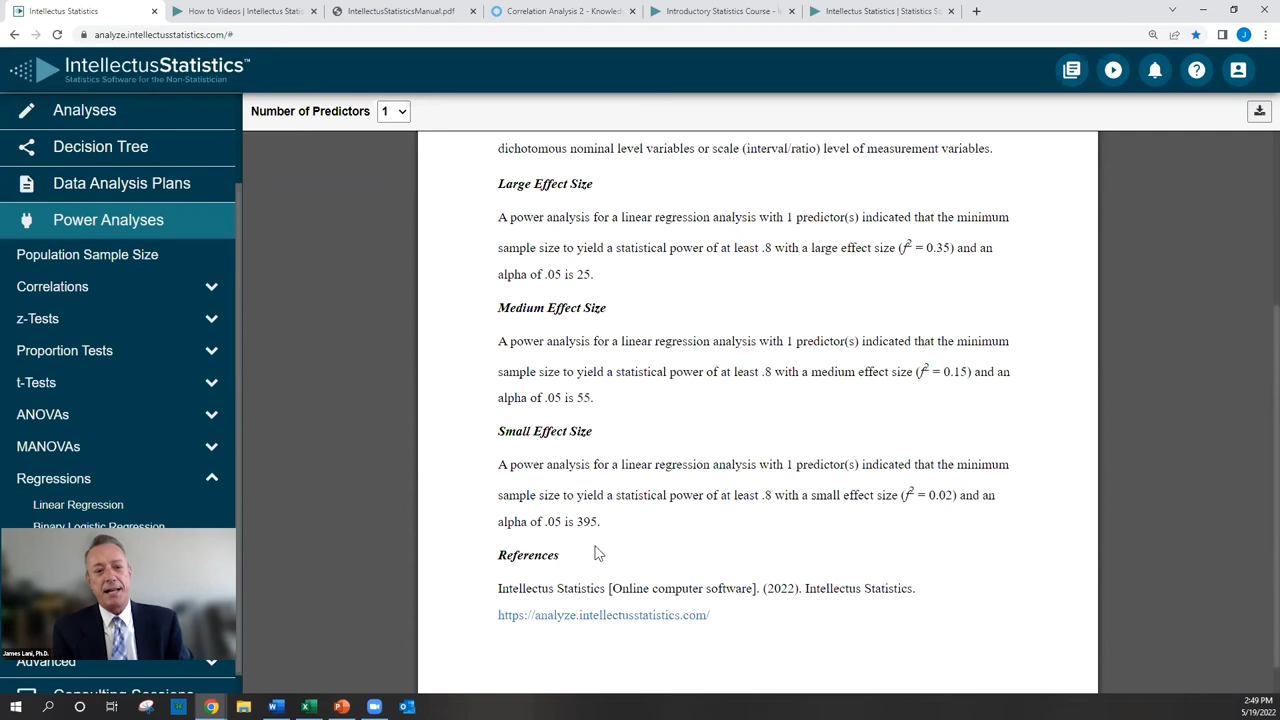 Intellectus Statistics
How to Videos | Intellectus Statis
IntellectusStatisticsManual.pdf
Correlation Analysis 2 - Knowled
Introductory Statistics Course - I
Intellectus Statistics | Statistics S
analyze.intellectusstatistics.com/#
IntellectusStatistics™
Statistics Software for the Non-Statistician
Analyses
Decision Tree
Data Analysis Plans
Power Analyses
Population Sample Size
Correlations
z-Tests
Proportion Tests
t-Tests
ANOVAs
MANOVAs
Regressions
Linear Regression
Binary Logistic Regression
James Lani, Ph.D.
Advanced
Consulting Sessions
Number of Predictors 1
dichotomous nominal level variables or scale (interval/ratio) level of measurement variables.
Large Effect Size
A power analysis for a linear regression analysis with 1 predictor(s) indicated that the minimum
sample size to yield a statistical power of at least .8 with a large effect size (f² = 0.35) and an
alpha of .05 is 25.
Medium Effect Size
A power analysis for a linear regression analysis with 1 predictor(s) indicated that the minimum
sample size to yield a statistical power of at least .8 with a medium effect size (f² = 0.15) and an
alpha of .05 is 55.
Small Effect Size
A power analysis for a linear regression analysis with 1 predictor(s) indicated that the minimum
sample size to yield a statistical power of at least .8 with a small effect size (f² = 0.02) and an
alpha of .05 is 395.
References
Intellectus Statistics [Online computer software]. (2022). Intellectus Statistics.
https://analyze.intellectusstatistics.com/
2:49 PM
5/19/2022